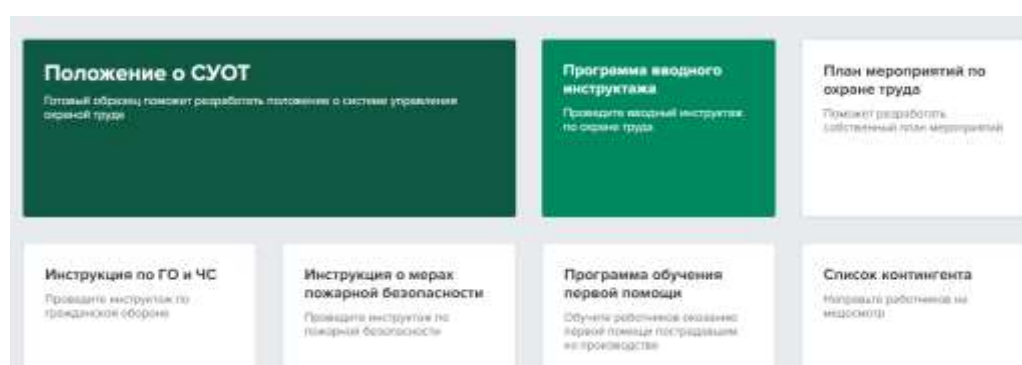 Положение о СУОТ
Готовый образец поможет разработать положение о системе управления
охраной труда
Программа вводного
инструктажа
Проведите вводный инструктаж
по охране труда
План мероприятий по
охране труда
Поможет разработать
собственный план мероприятий
Инструкция по ГО и ЧС
Проведите инструктаж по
гражданской обороне
Инструкция о мерах
пожарной безопасности
Проведите инструктаж по
пожарной безопасности
Программа обучения
первой помощи
Обучите работников оказанию
первой помощи пострадавшим
на производстве
Список контингента
Направьте работников на
медосмотр